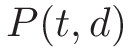 P(t, d)